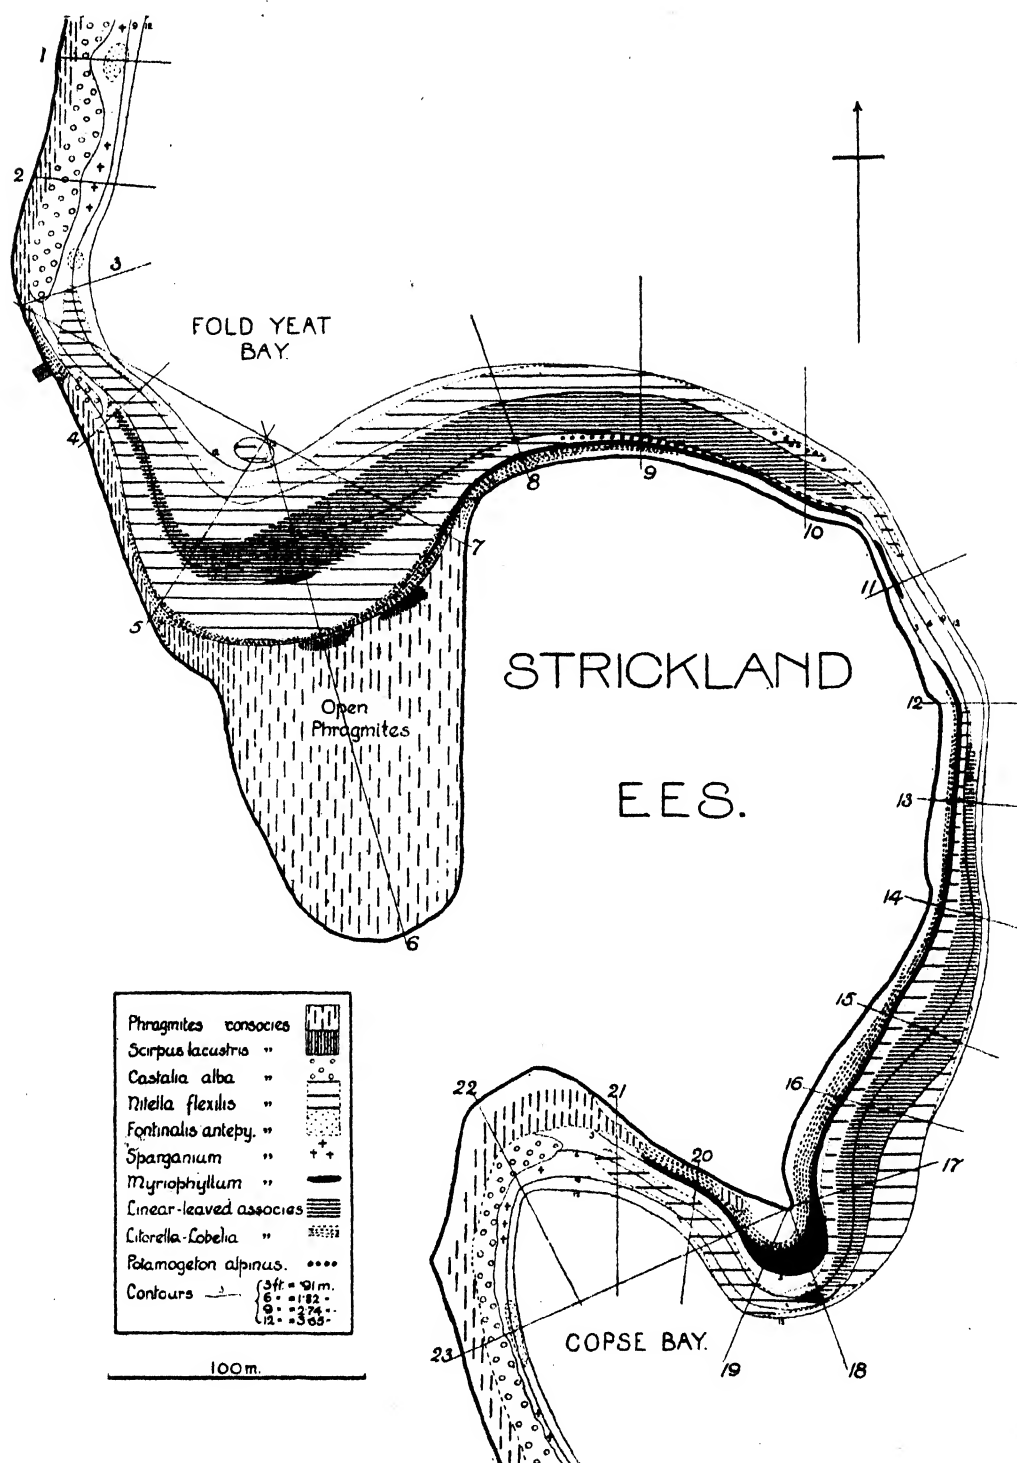 9 12
1
2
3
FOLD YEAT
BAY.
4
5
6
7
8
9
10
11
12
13
14
15
16
17
18
19
20
21
22
23
Open
Phragmites
STRICKLAND
EES.
COPSE BAY.
Phragmites consocies
Scirpus lacustris "
Castalia alba "
Nitella flexilis "
Fontinalis antepy. "
Sparganium "
Myriophyllum "
Linear-leaved associes
Litorella-Lobelia "
Potamogeton alpinus.
Contours 3 3ft. = .91m.
6 " = 1.82 "
9 " = 2.74 "
12 " = 3.65 "
100m.